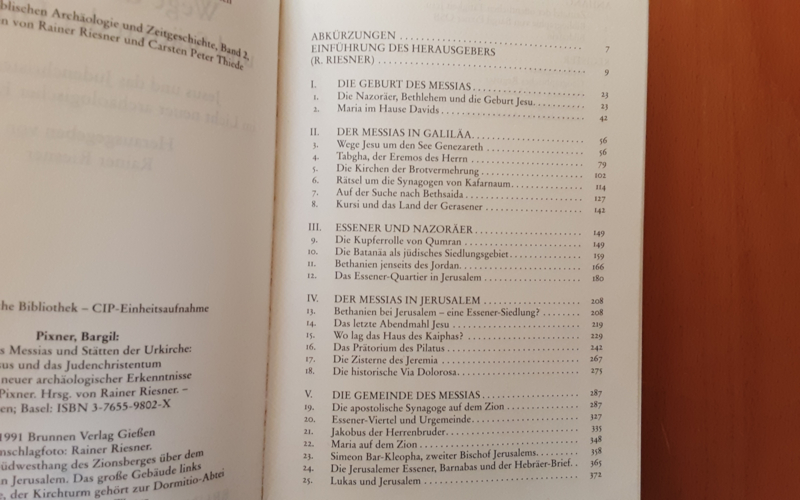 blischen Archäologie und Zeitgeschichte, Band 2,
n von Rainer Riesner und Carsten Peter Thiede
he Bibliothek – CIP-Einheitsaufnahme
Pixner, Bargil:
s Messias und Stätten der Urkirche:
us und das Judenchristentum
neuer archäologischer Erkenntnisse
Pixner. Hrsg. von Rainer Riesner. –
en; Basel: ISBN 3-7655-9802-X
1991 Brunnen Verlag Gießen
nschlagfoto: Rainer Riesner.
üdwesthang des Zionsberges über dem
n Jerusalem. Das große Gebäude links
e, der Kirchturm gehört zur Dormitio-Abtei
ABKÜRZUNGEN 7
EINFÜHRUNG DES HERAUSGEBERS
(R. RIESNER) 9
I. DIE GEBURT DES MESSIAS 23
1. Die Nazoräer, Bethlehem und die Geburt Jesu 23
2. Maria im Hause Davids 42
II. DER MESSIAS IN GALILÄA 56
3. Wege Jesu um den See Genezareth 56
4. Tabgha, der Eremos des Herrn 79
5. Die Kirchen der Brotvermehrung 102
6. Rätsel um die Synagogen von Kafarnaum 114
7. Auf der Suche nach Bethsaida 127
8. Kursi und das Land der Gerasener 142
III. ESSENER UND NAZORÄER 149
9. Die Kupferrolle von Qumran 149
10. Die Batanäa als jüdisches Siedlungsgebiet 159
11. Bethanien jenseits des Jordan 166
12. Das Essener-Quartier in Jerusalem 180
IV. DER MESSIAS IN JERUSALEM 208
13. Bethanien bei Jerusalem – eine Essener-Siedlung? 208
14. Das letzte Abendmahl Jesu 219
15. Wo lag das Haus des Kaiphas? 229
16. Das Prätorium des Pilatus 242
17. Die Zisterne des Jeremia 267
18. Die historische Via Dolorosa 275
V. DIE GEMEINDE DES MESSIAS 287
19. Die apostolische Synagoge auf dem Zion 287
20. Essener-Viertel und Urgemeinde 327
21. Jakobus der Herrenbruder 335
22. Maria auf dem Zion 348
23. Simeon Bar-Kleopha, zweiter Bischof Jerusalems 358
24. Die Jerusalemer Essener, Barnabas und der Hebräer-Brief 365
25. Lukas und Jerusalem 372